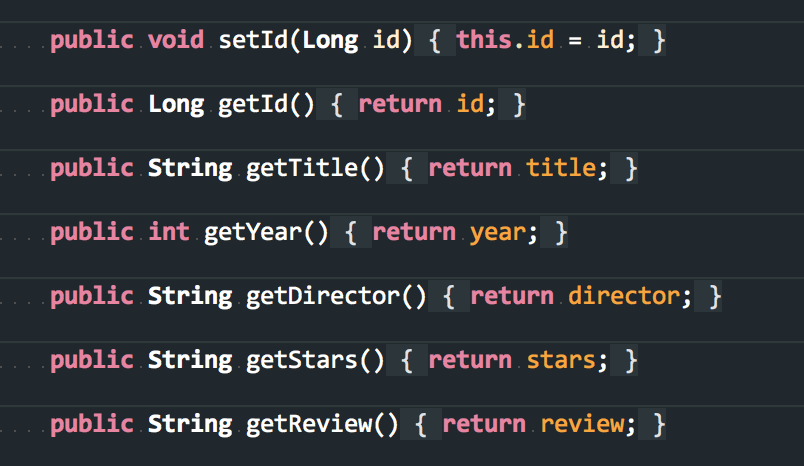 public void setId(Long id) { this.id = id; }
public Long getId() { return id; }
public String getTitle() { return title; }
public int getYear() { return year; }
public String getDirector() { return director; }
public String getStars() { return stars; }
public String getReview() { return review; }